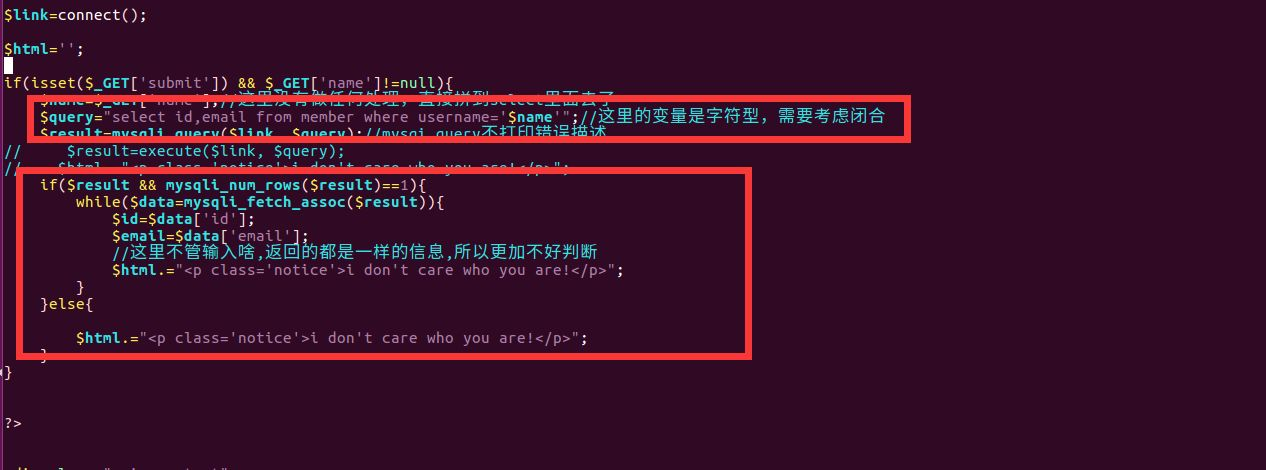 $link=connect();
$html='';
if(isset($_GET['submit']) && $_GET['name']!=null){
$name=$_GET['name'];//这里没有做任何处理，直接拼到select里面去了
$query="select id,email from member where username='$name'";//这里的变量是字符型，需要考虑闭合
$result=mysqli_query($link, $query);//mysqi_query不打印错误描述
// $result=execute($link, $query);
// $html.="<p class='notice'>i don't care who you are!</p>";
if($result && mysqli_num_rows($result)==1){
while($data=mysqli_fetch_assoc($result)){
$id=$data['id'];
$email=$data['email'];
//这里不管输入啥,返回的都是一样的信息,所以更加不好判断
$html.="<p class='notice'>i don't care who you are!</p>";
}
}else{
$html.="<p class='notice'>i don't care who you are!</p>";
}
}
?>